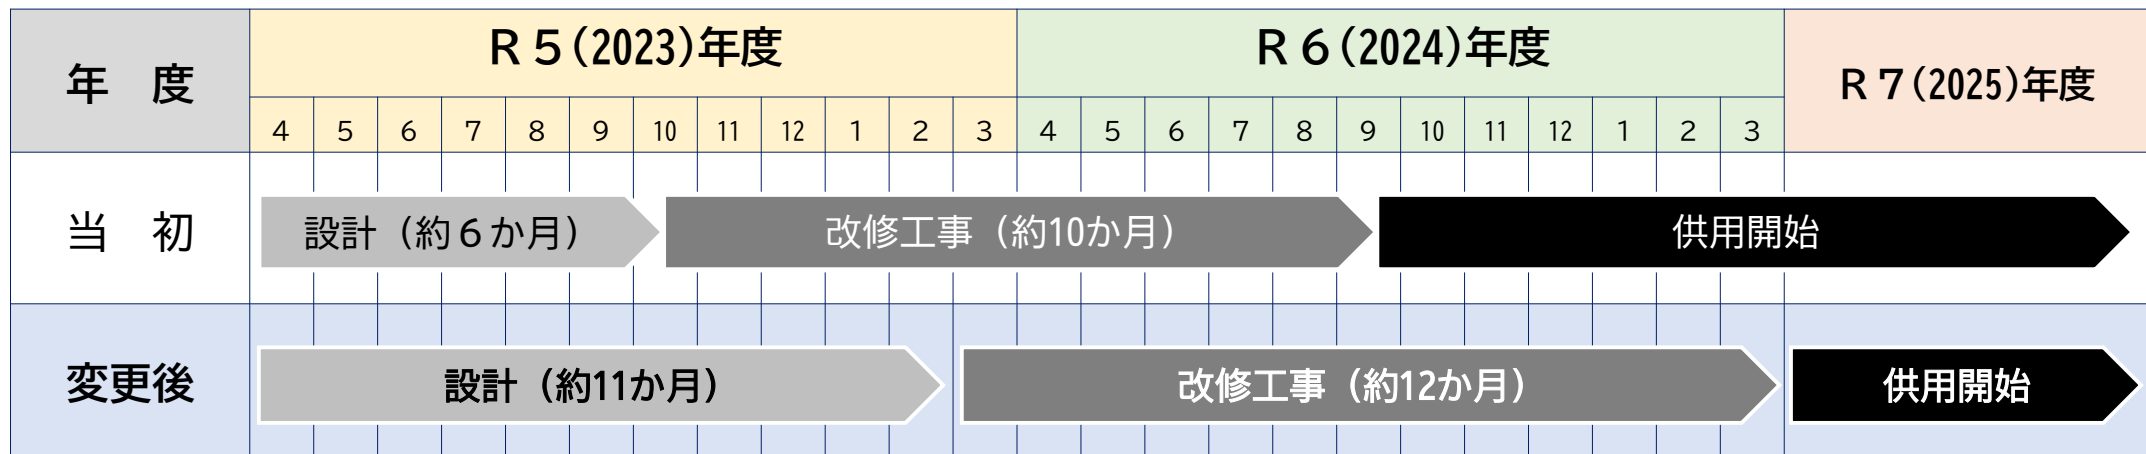 年　度
Ｒ５(2023)年度
Ｒ６(2024)年度
Ｒ７(2025)年度
4 5 6 7 8 9 10 11 12 1 2 3 4 5 6 7 8 9 10 11 12 1 2 3
当　初
設計（約６か月）
改修工事（約10か月）
供用開始
変更後
設計（約11か月）
改修工事（約12か月）
供用開始